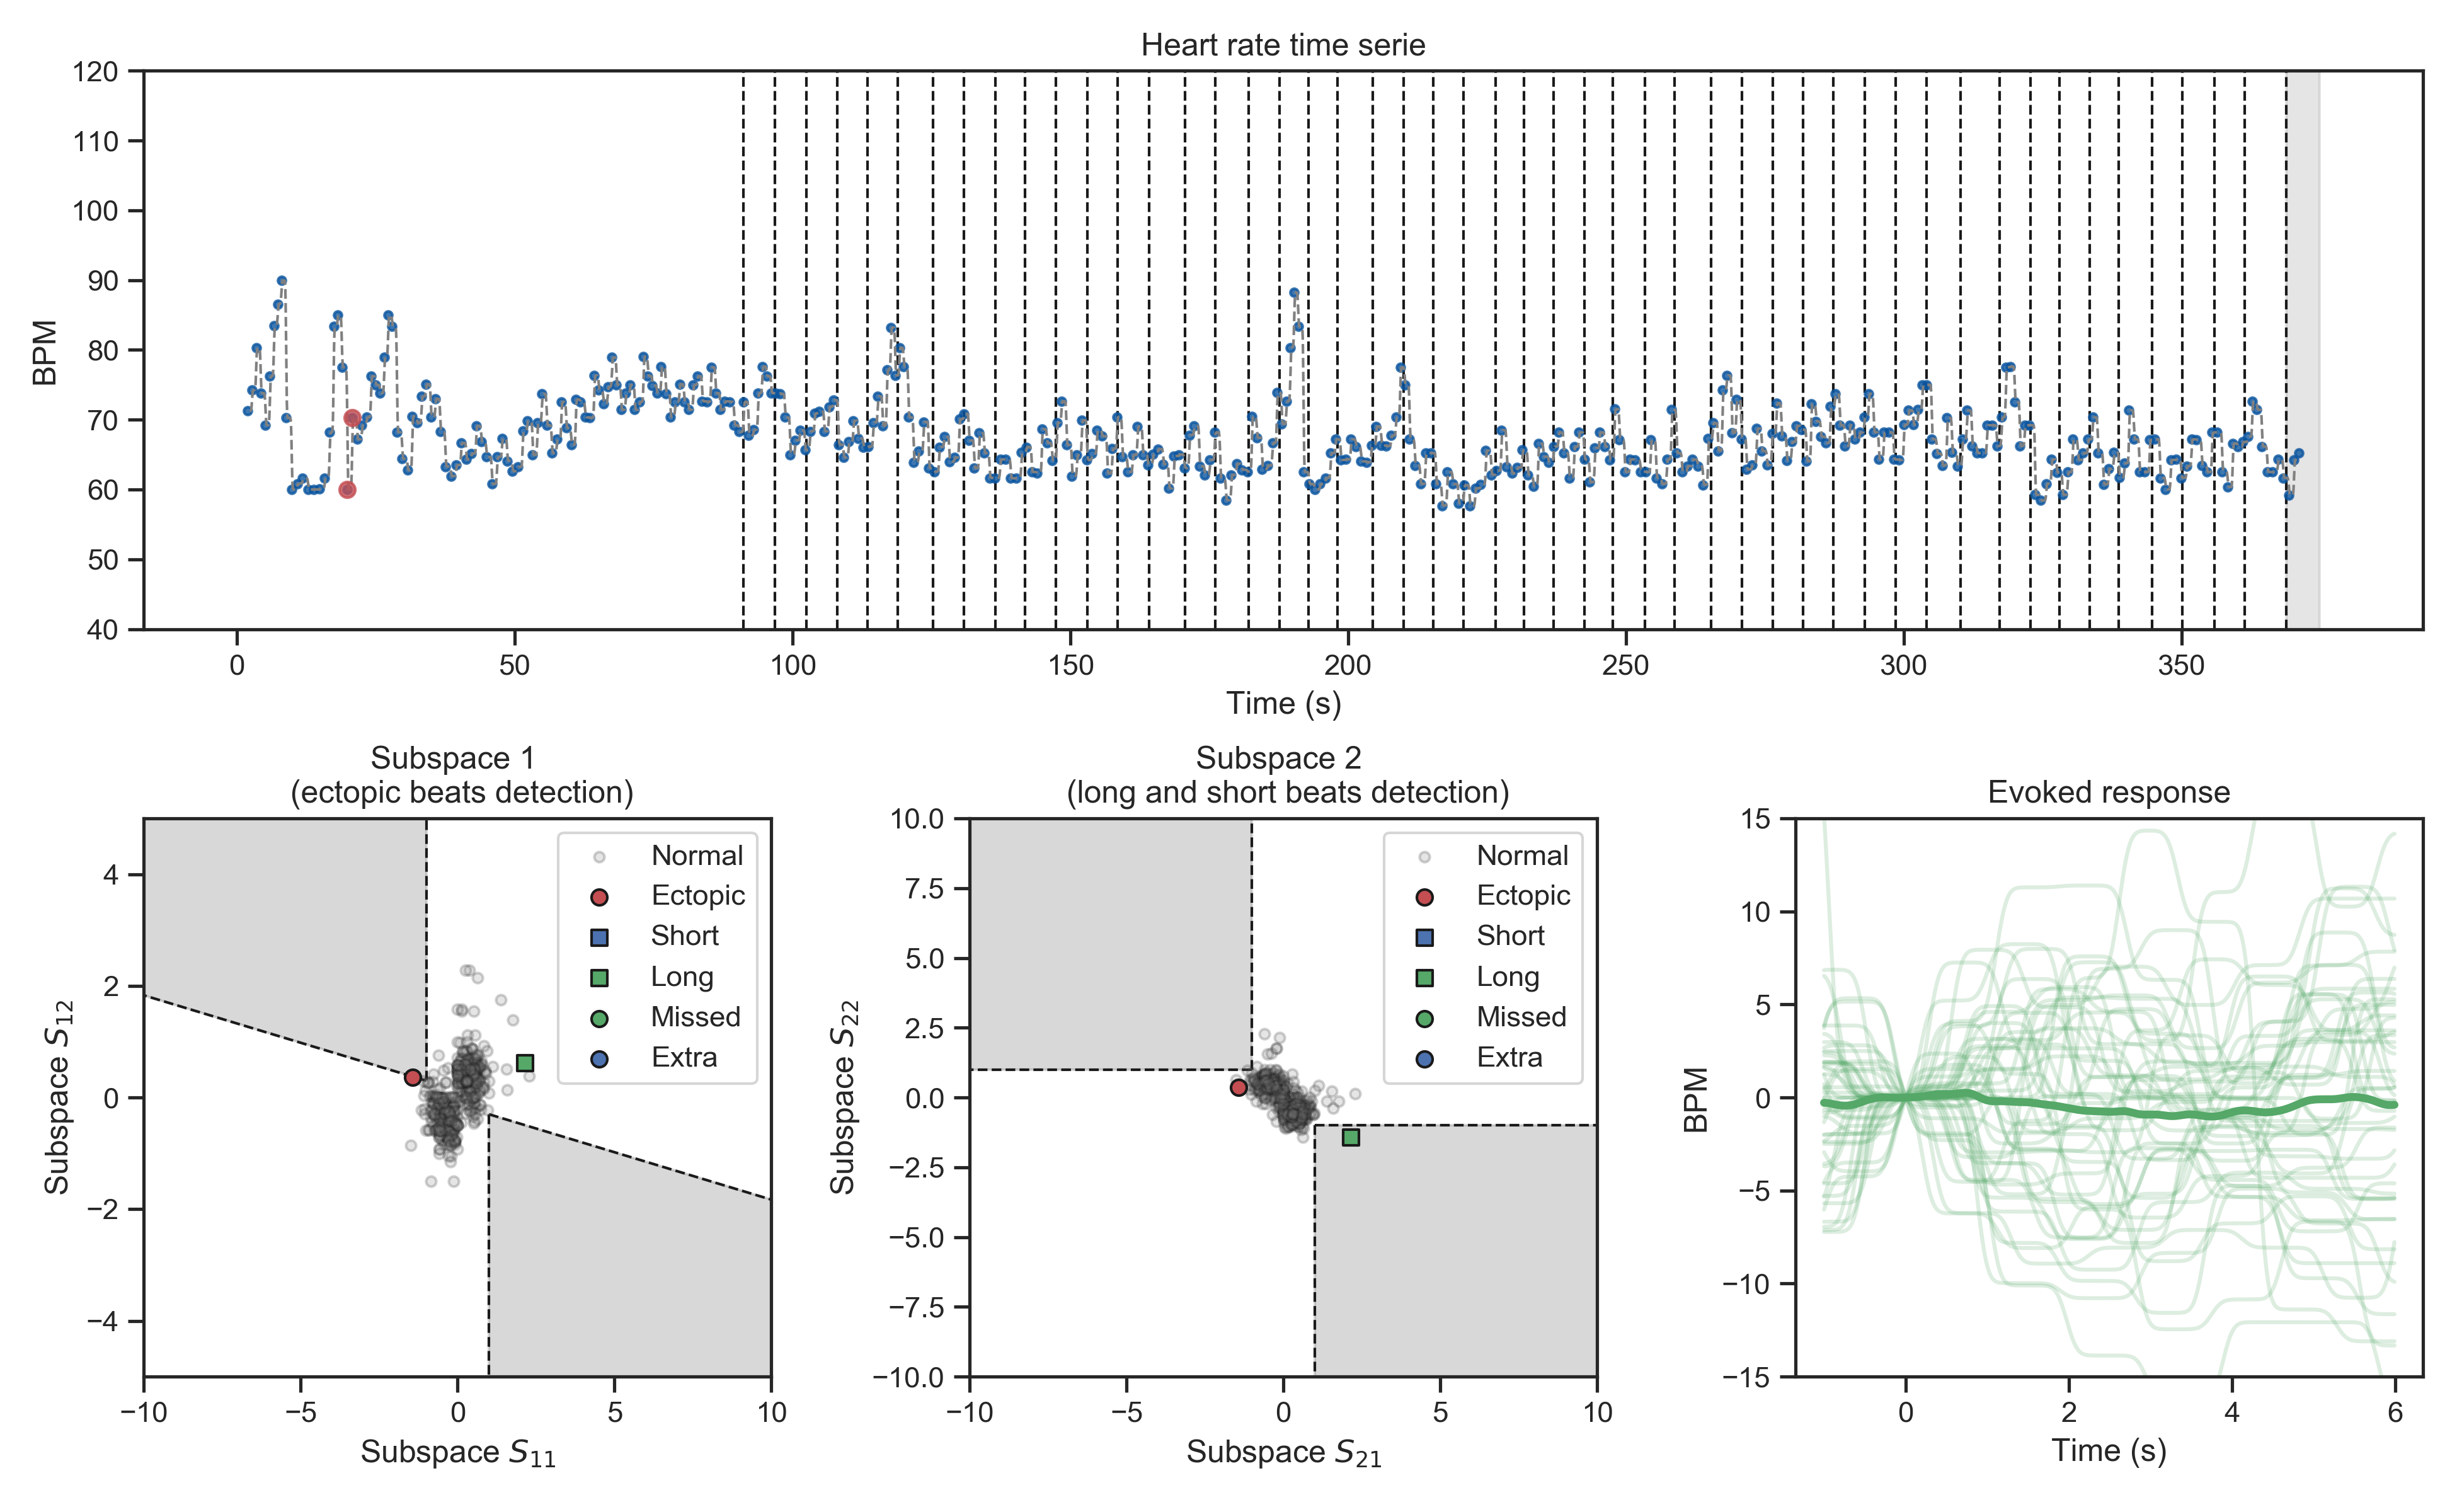 Heart rate time serie
120
110
100
90
80
70
60
50
40
BPM
0
50
100
150
200
250
300
350
Time (s)
Subspace 1
(ectopic beats detection)
4
2
0
−2
−4
Subspace S12
−10
−5
0
5
10
Subspace S11
Normal
Ectopic
Short
Long
Missed
Extra
Subspace 2
(long and short beats detection)
10.0
7.5
5.0
2.5
0.0
−2.5
−5.0
−7.5
−10.0
Subspace S22
−10
−5
0
5
10
Subspace S21
Normal
Ectopic
Short
Long
Missed
Extra
Evoked response
15
10
5
0
−5
−10
−15
BPM
0
2
4
6
Time (s)